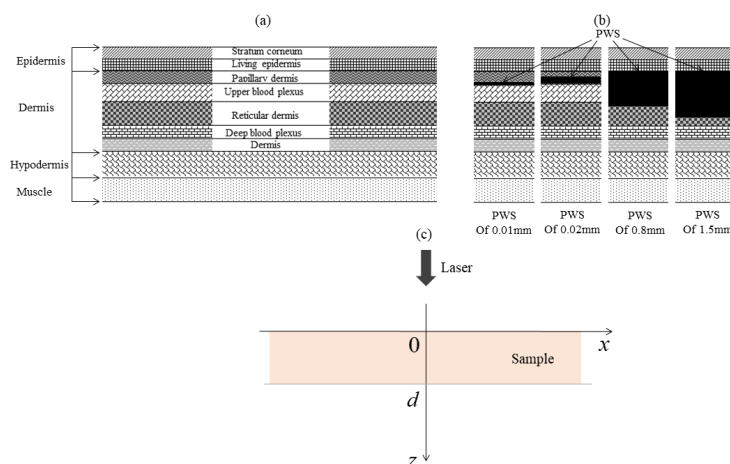 (a)
Epidermis
Dermis
Hypodermis
Muscle
Stratum corneum
Living epidermis
Papillary dermis
Upper blood plexus
Reticular dermis
Deep blood plexus
Dermis
(b)
PWS
PWS
Of 0.01mm
PWS
Of 0.02mm
PWS
Of 0.8mm
PWS
Of 1.5mm
(c)
Laser
0
x
Sample
d
z